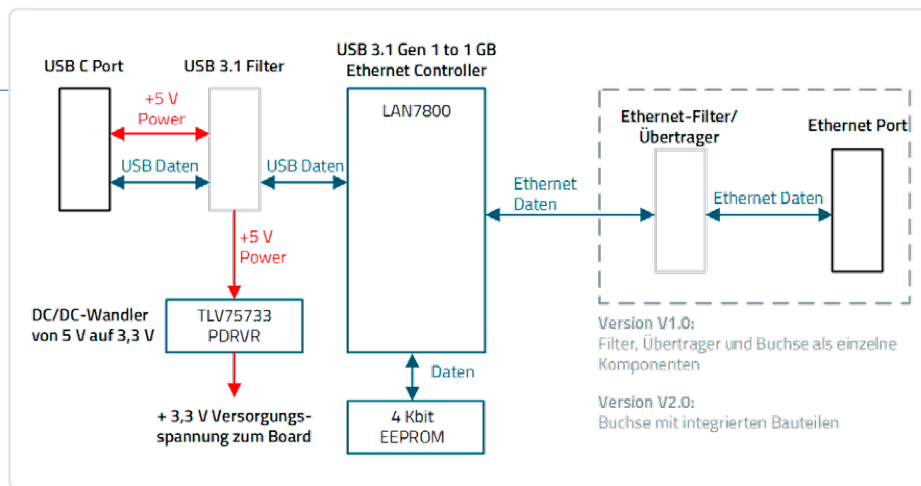 USB 3.1 Gen 1 to 1 GB
Ethernet Controller
USB C Port
USB 3.1 Filter
LAN7800
+5 V
Power
USB Daten
USB Daten
Ethernet
Daten
Ethernet-Filter/
Übertrager
Ethernet Port
Ethernet Daten
+5 V
Power
DC/DC-Wandler
von 5 V auf 3,3 V
TLV75733
PDRVR
+ 3,3 V Versorgungs-
spannung zum Board
Daten
4 Kbit
EEPROM
Version V1.0:
Filter, Übertrager und Buchse als einzelne
Komponenten
Version V2.0:
Buchse mit integrierten Bauteilen